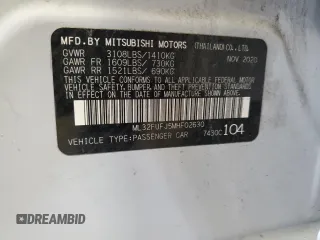 MFD.BY MITSUBISHI MOTORS (THAILAND) CO., LTD.
GVWR 3108LBS/1410KG NOV 2020
GAWR FR 1609LBS/ 730KG
GAWR RR 1521LBS/ 690KG
THIS VEHICLE CONFORMS TO ALL APPLICABLE
FEDERAL MOTOR VEHICLE SAFETY,
BUMPER, AND THEFT PREVENTION STANDARDS
IN EFFECT ON THE DATE OF
MANUFACTURE SHOWN ABOVE.
ML32FUFJ5MHF02630
VEHICLE TYPE:PASSENGER CAR 7430C 104